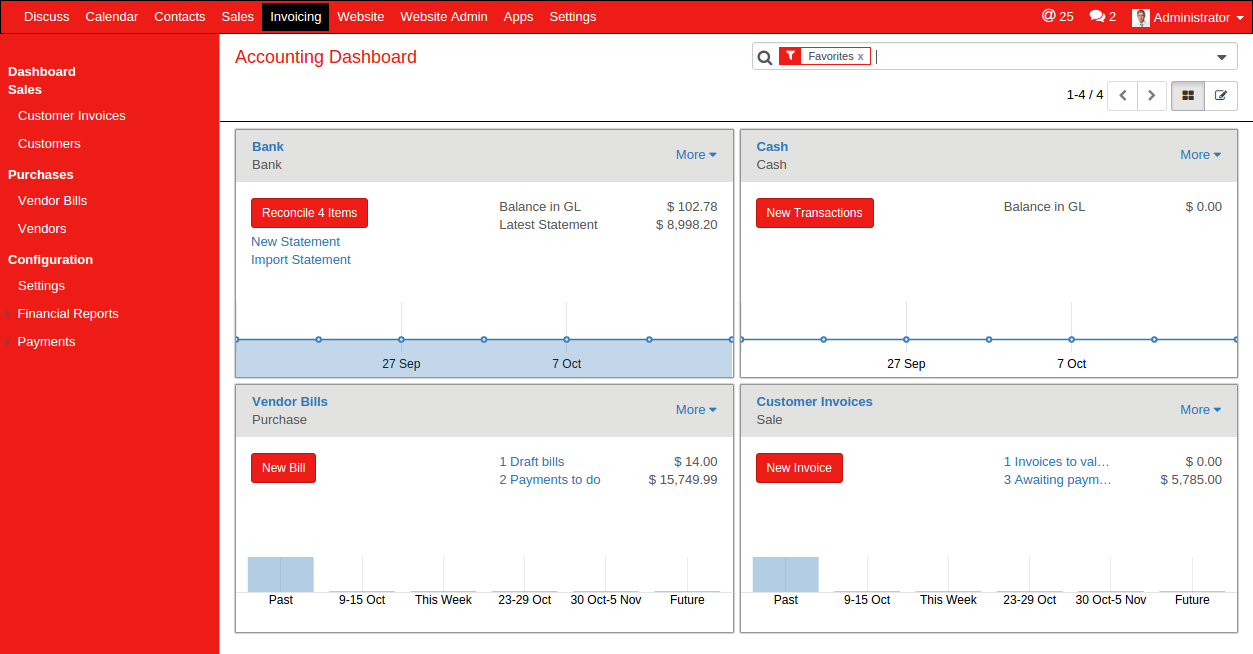 Discuss Calendar Contacts Sales Invoicing Website Website Admin Apps Settings @ 25 2 Administrator
Dashboard
Sales
Customer Invoices
Customers
Purchases
Vendor Bills
Vendors
Configuration
Settings
Financial Reports
Payments
Accounting Dashboard
Favorites x
1-4 / 4
Bank
Bank
More
Reconcile 4 Items
New Statement
Import Statement
Balance in GL $ 102.78
Latest Statement $ 8,998.20
27 Sep 7 Oct
Cash
Cash
More
New Transactions
Balance in GL $ 0.00
27 Sep 7 Oct
Vendor Bills
Purchase
More
New Bill
1 Draft bills $ 14.00
2 Payments to do $ 15,749.99
Past 9-15 Oct This Week 23-29 Oct 30 Oct-5 Nov Future
Customer Invoices
Sale
More
New Invoice
1 Invoices to val… $ 0.00
3 Awaiting paym… $ 5,785.00
Past 9-15 Oct This Week 23-29 Oct 30 Oct-5 Nov Future